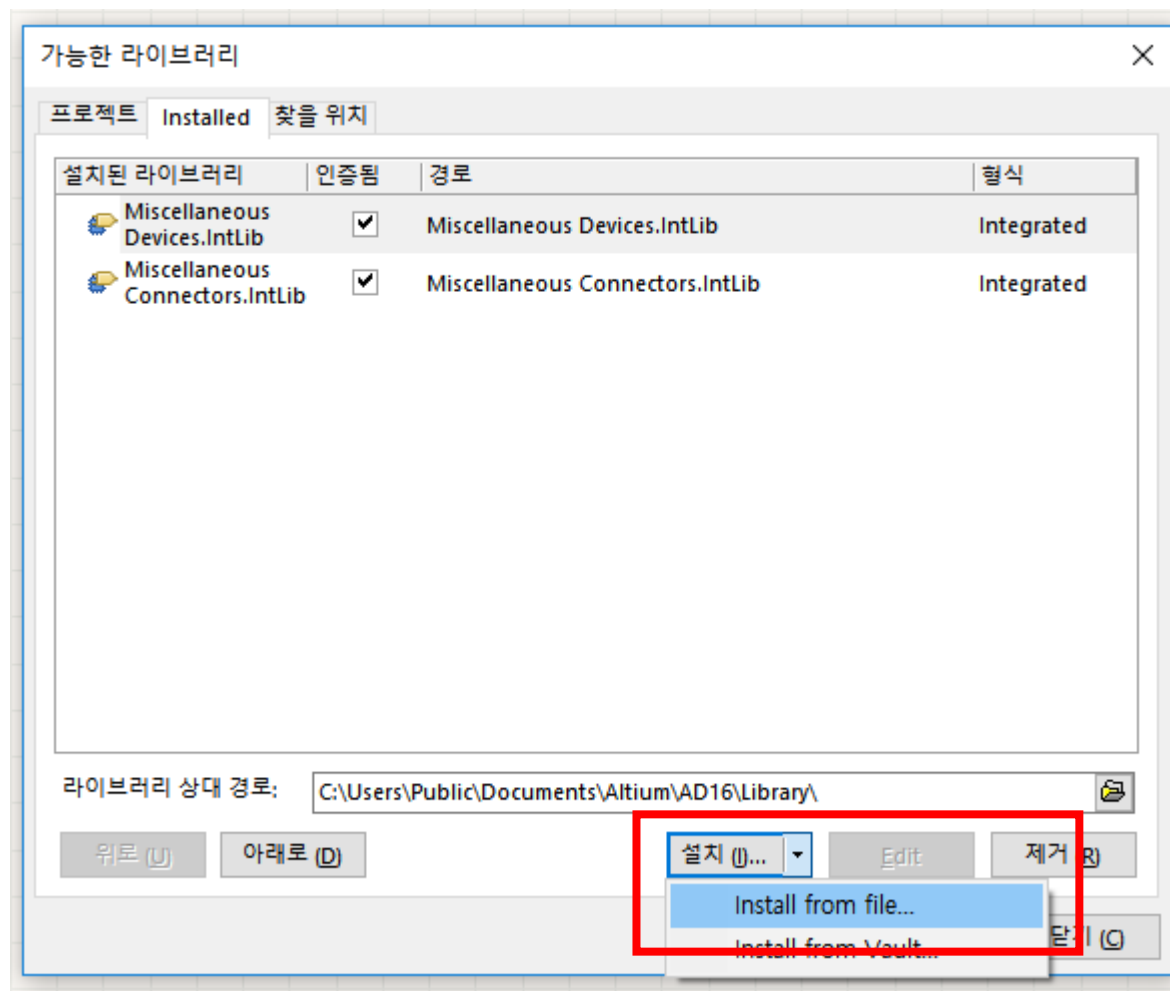 가능한 라이브러리
프로젝트 Installed 찾을 위치
설치된 라이브러리 인증됨 경로 형식
Miscellaneous
Devices.IntLib
Miscellaneous Devices.IntLib Integrated
Miscellaneous
Connectors.IntLib
Miscellaneous Connectors.IntLib Integrated
라이브러리 상대 경로:
C:\Users\Public\Documents\Altium\AD16\Library\
위로 (U) 아래로 (D) 설치 (I)... Edit 제거 (R)
Install from file...
Install from Vault...
닫기 (C)